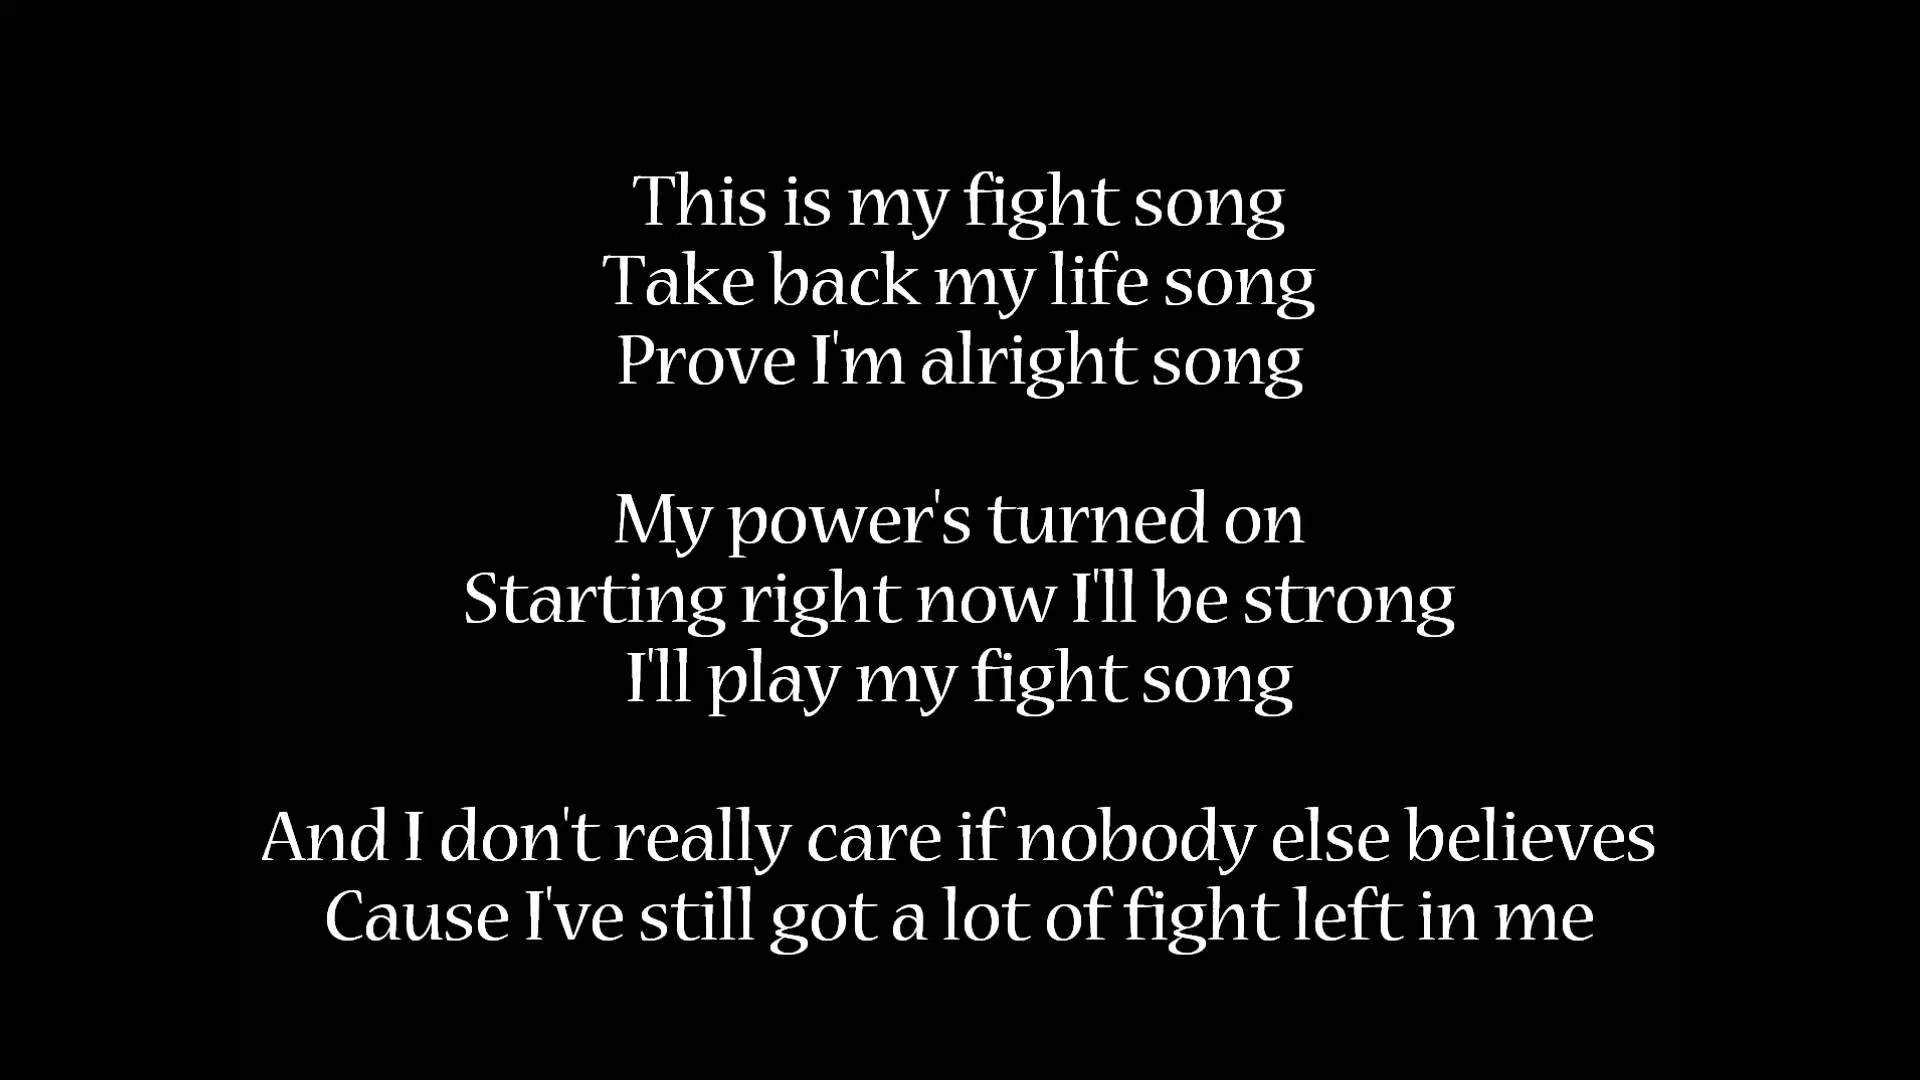 This is my fight song
Take back my life song
Prove I'm alright song
My power's turned on
Starting right now I'll be strong
I'll play my fight song
And I don't really care if nobody else believes
Cause I've still got a lot of fight left in me